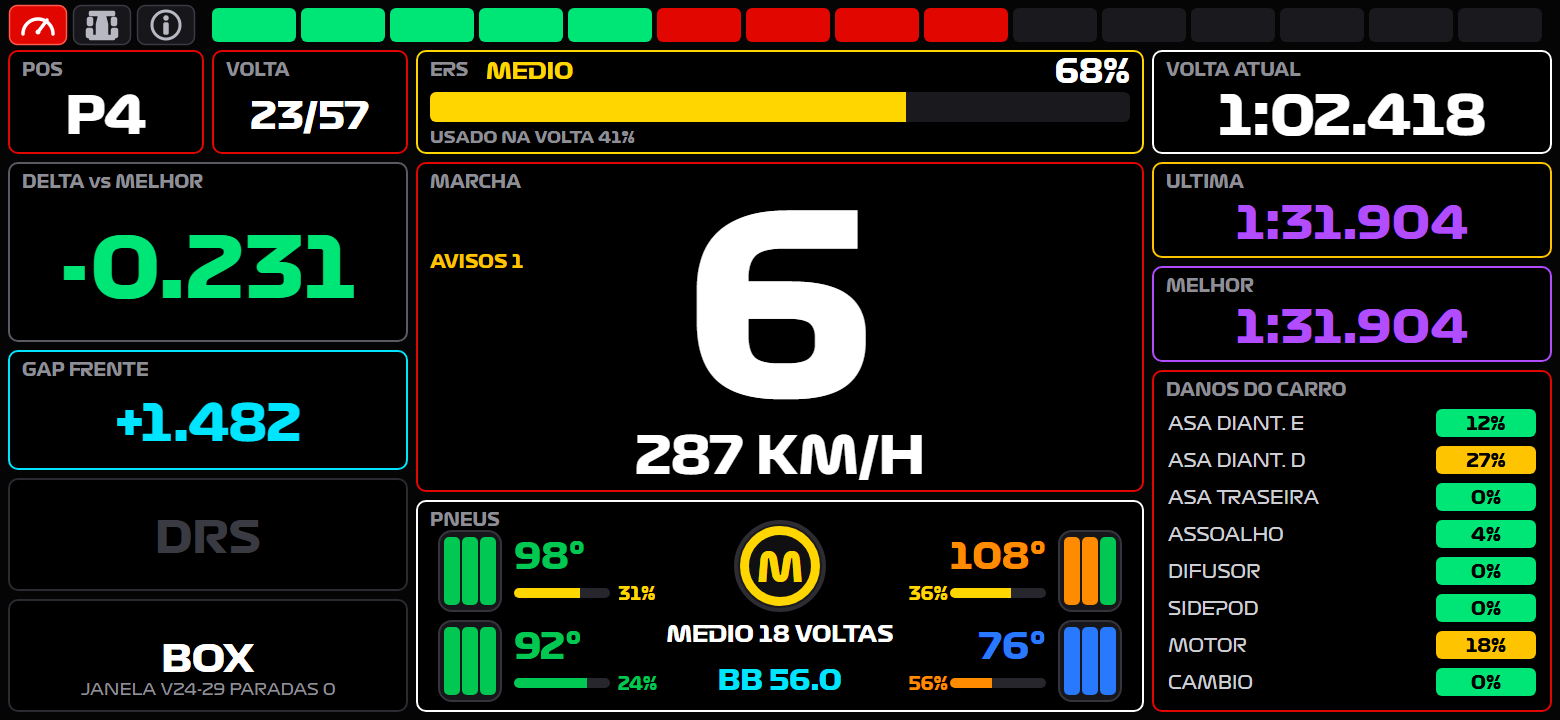 POS
P4
VOLTA
23/57
ERS MEDIO 68%
USADO NA VOLTA 41%
VOLTA ATUAL
1:02.418
DELTA vs MELHOR
-0.231
MARCHA
6
AVISOS 1
287 KM/H
ULTIMA
1:31.904
MELHOR
1:31.904
GAP FRENTE
+1.482
DRS
BOX
JANELA V24-29 PARADAS 0
PNEUS
98°
31%
M
108°
36%
92°
24%
MEDIO 18 VOLTAS
BB 56.0
76°
56%
DANOS DO CARRO
ASA DIANT. E 12%
ASA DIANT. D 27%
ASA TRASEIRA 0%
ASSOALHO 4%
DIFUSOR 0%
SIDEPOD 0%
MOTOR 18%
CAMBIO 0%